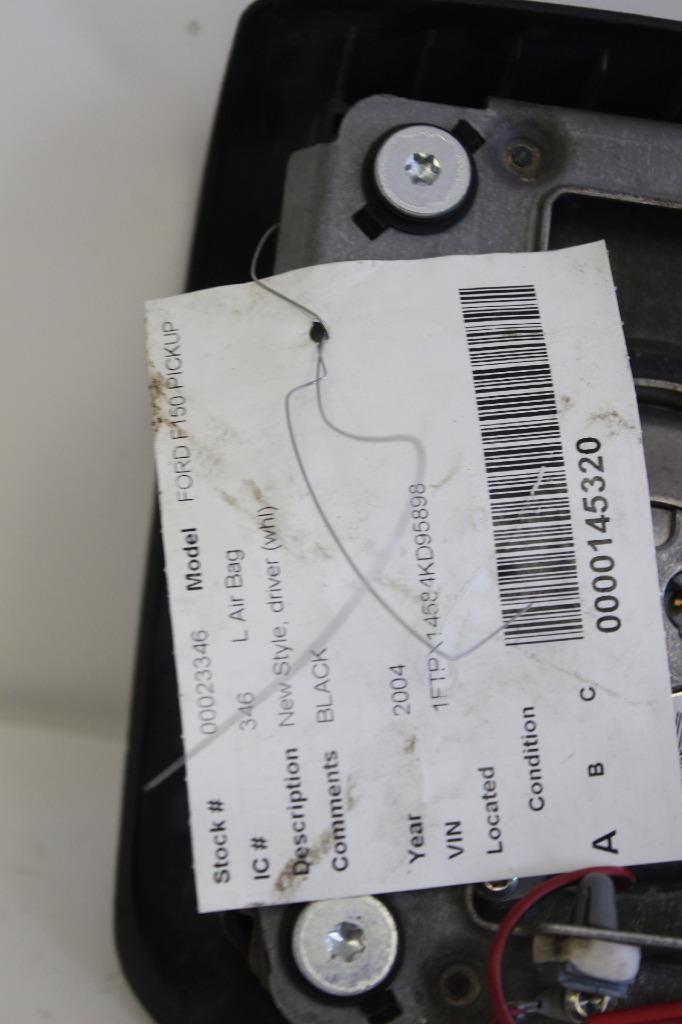 Stock # 00023346 Model FORD F150 PICKUP
IC # 346 L Air Bag
Description New Style, driver (whl)
Comments BLACK
Year 2004
VIN 1FTPX14584KD95898
Located
Condition
0000145320
A B C